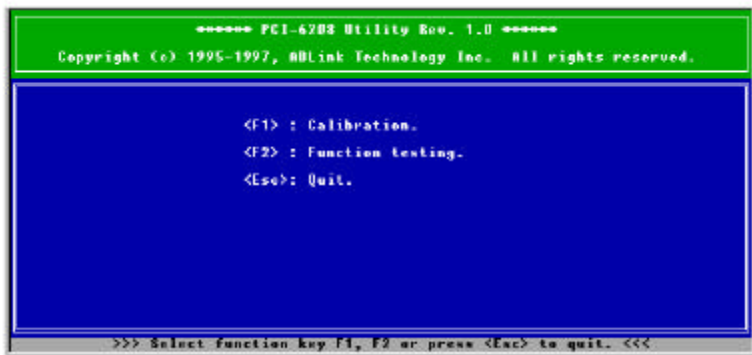 ****** PCI-6208 Utility Rev. 1.0 ******
Copyright (c) 1995-1997, ADLink Technology Inc. All rights reserved.
<F1> : Calibration.
<F2> : Function testing.
<Esc>: Quit.
>>> Select function key F1, F2 or press <Esc> to quit. <<<